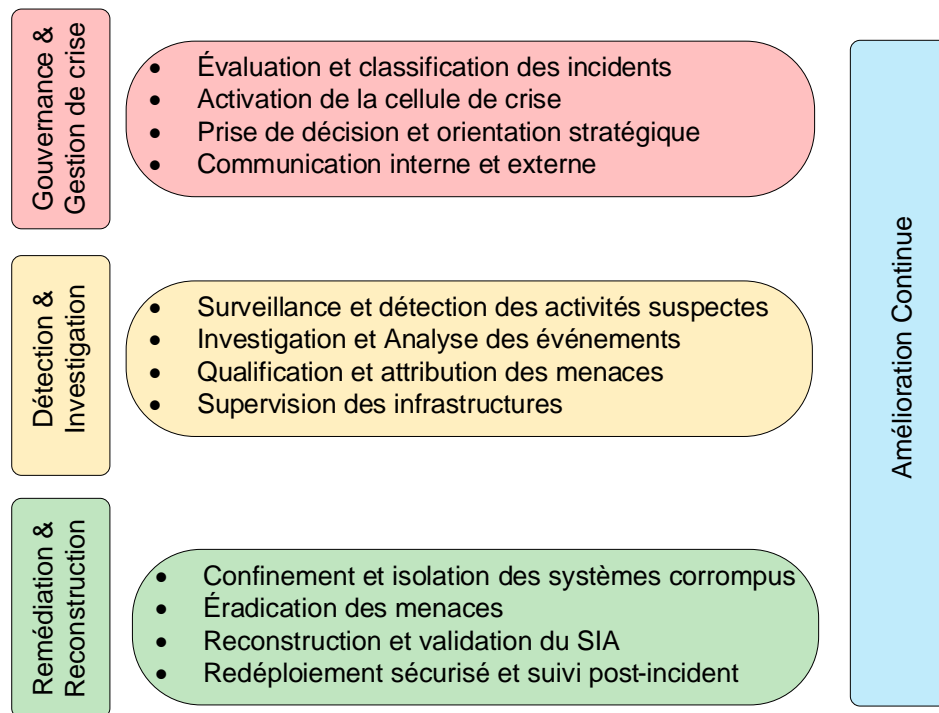 Gouvernance &
Gestion de crise
• Évaluation et classification des incidents
• Activation de la cellule de crise
• Prise de décision et orientation stratégique
• Communication interne et externe
Détection &
Investigation
• Surveillance et détection des activités suspectes
• Investigation et Analyse des événements
• Qualification et attribution des menaces
• Supervision des infrastructures
Remédiation &
Reconstruction
• Confinement et isolation des systèmes corrompus
• Éradication des menaces
• Reconstruction et validation du SIA
• Redéploiement sécurisé et suivi post-incident
Amélioration Continue